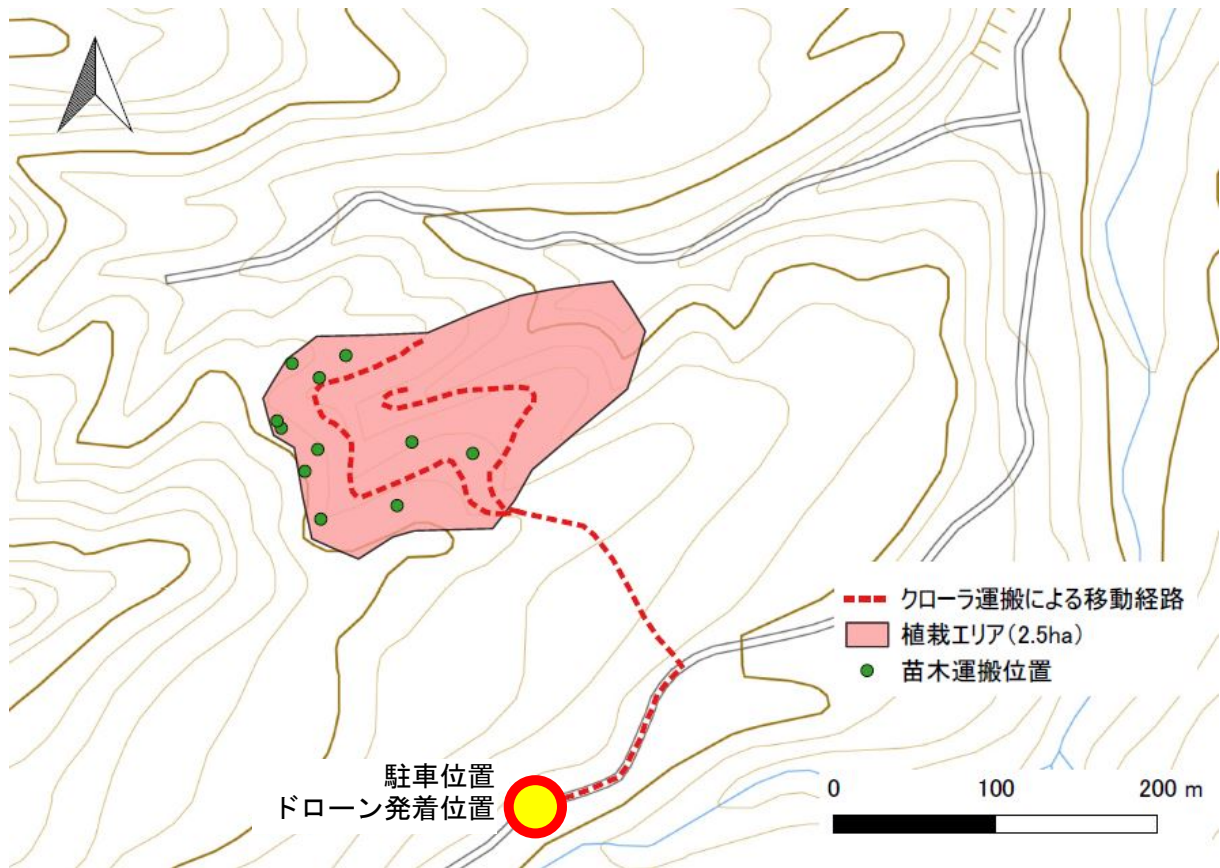 クローラ運搬による移動経路
植栽エリア(2.5ha)
苗木運搬位置
駐車位置
ドローン発着位置
0 100 200 m